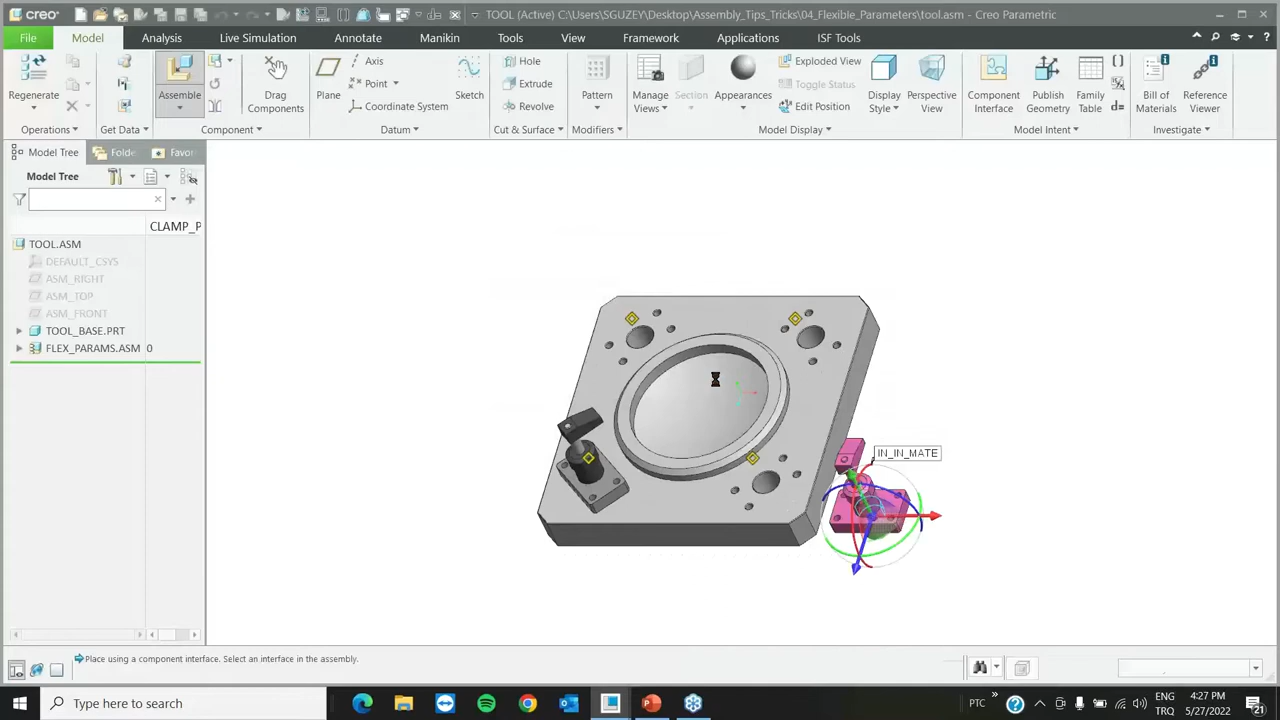 creo
TOOL (Active) C:\Users\SGUZEY\Desktop\Assembly_Tips_Tricks\04_Flexible_Parameters\tool.asm - Creo Parametric
File Model Analysis Live Simulation Annotate Manikin Tools View Framework Applications ISF Tools
Regenerate
Operations
Get Data
Assemble
Component
Drag Components
Plane
Axis
Point
Coordinate System
Sketch
Datum
Hole
Extrude
Revolve
Cut & Surface
Pattern
Modifiers
Manage Views
Section
Appearances
Exploded View
Toggle Status
Edit Position
Display Style
Perspective View
Model Display
Component Interface
Publish Geometry
Family Table
Model Intent
Bill of Materials
Reference Viewer
Investigate
Model Tree Folde Favor
Model Tree
CLAMP_P
TOOL.ASM
DEFAULT_CSYS
ASM_RIGHT
ASM_TOP
ASM_FRONT
TOOL_BASE.PRT
FLEX_PARAMS.ASM 0
IN_IN_MATE
Place using a component interface. Select an interface in the assembly.
Type here to search
PTC
ENG
TRQ
4:27 PM
5/27/2022
21